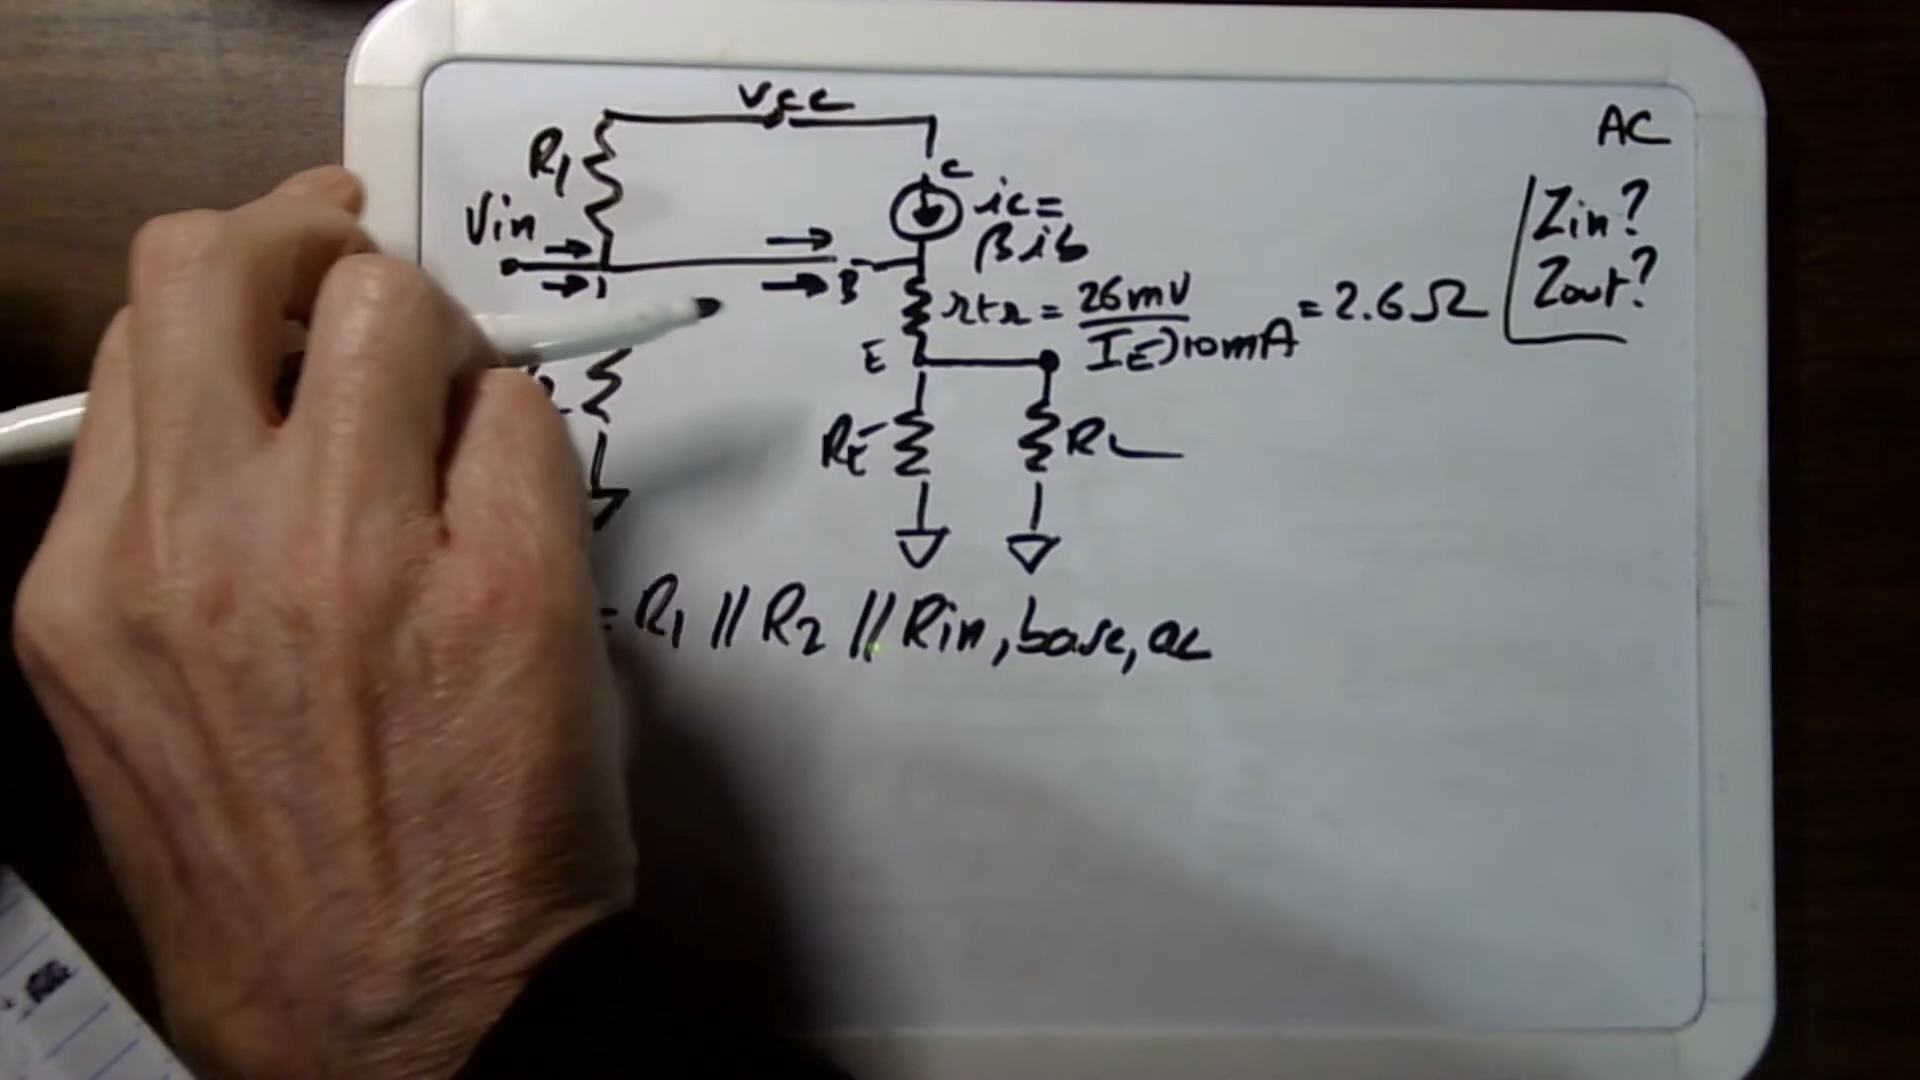 Vcc
AC
R1
C
ic=
βib
Zin?
Zout?
Vin
B
rtr = 26mV / IE)10mA = 2.6Ω
E
RE
RL
= R1 // R2 // Rin, base, ac